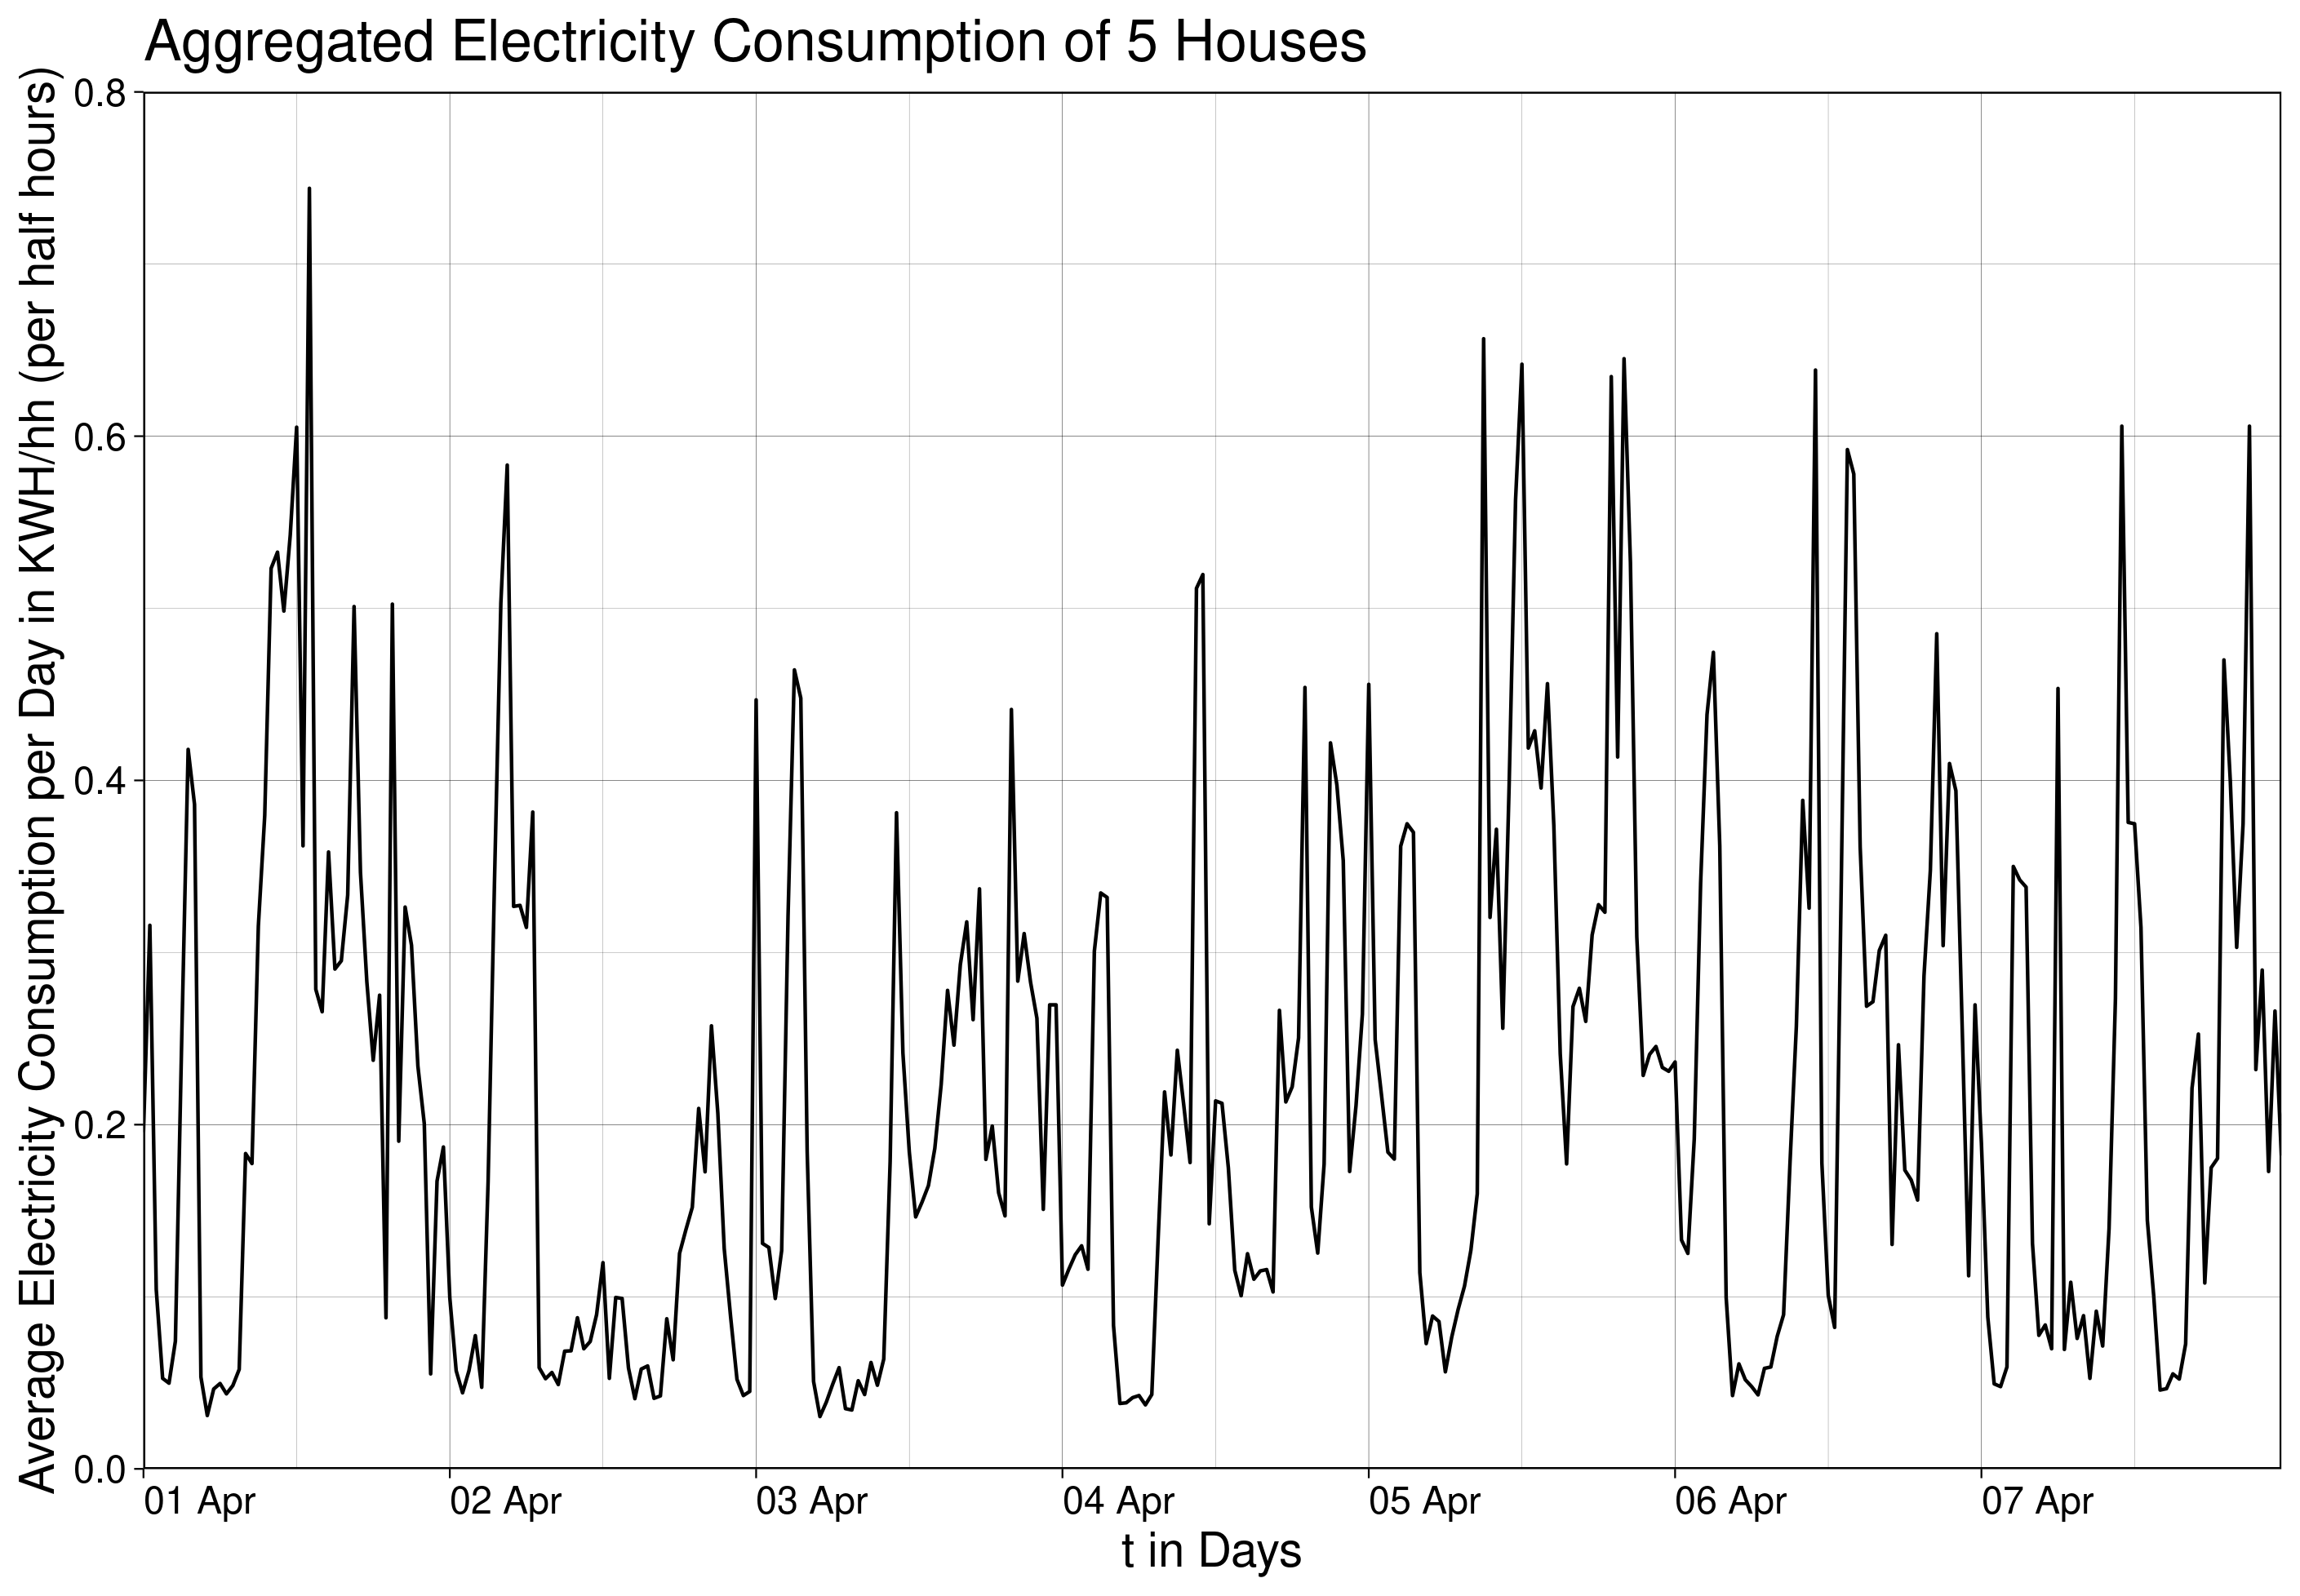 Aggregated Electricity Consumption of 5 Houses
Average Electricity Consumption per Day in KWH/hh (per half hours)
0.8
0.6
0.4
0.2
0.0
01 Apr 02 Apr 03 Apr 04 Apr 05 Apr 06 Apr 07 Apr
t in Days